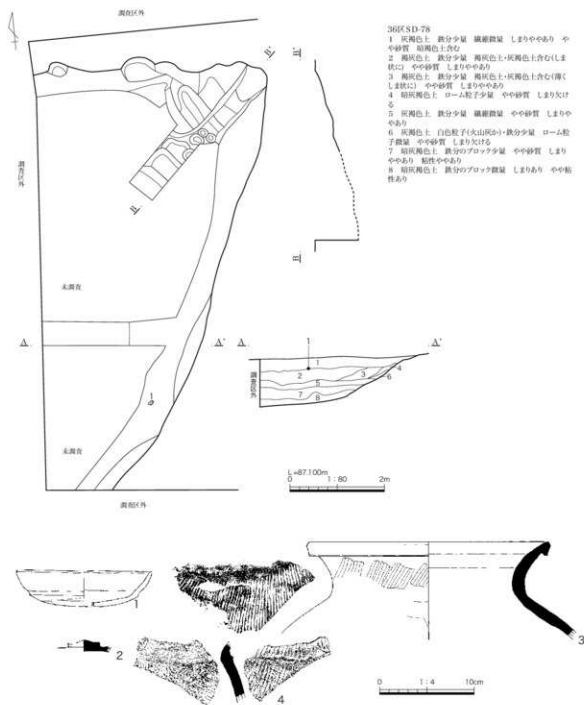 調査区外
36区SD-78
1 灰褐色土 鉄分少量 繊維微量 しまりややあり や
や砂質 暗褐色土含む
2 褐灰色土 鉄分少量 褐灰色土・灰褐色土含む(しま
状に) やや砂質 しまりややあり
3 褐灰色土 鉄分少量 褐灰色土・灰褐色土含む(薄く
しま状に) やや砂質 しまりややあり
4 暗灰褐色土 ローム粒子少量 やや砂質 しまり欠け
る
5 灰褐色土 鉄分少量 繊維微量 やや砂質 しまりや
やあり
6 灰褐色土 白色粒子(火山灰か)・鉄分少量 ローム粒
子微量 やや砂質 しまり欠ける
7 暗灰褐色土 鉄分のブロック少量 やや砂質 しまり
ややあり 粘性ややあり
8 暗灰褐色土 鉄分のブロック微量 しまりあり やや粘
性あり
B'
B'
調査区外
B
B
未調査
A
A'
A
1
A'
調査区外
1
2
3
4
5
6
7
8
1
未調査
L=87.100m
0 1:80 2m
調査区外
1
2
3
4
0 1:4 10cm